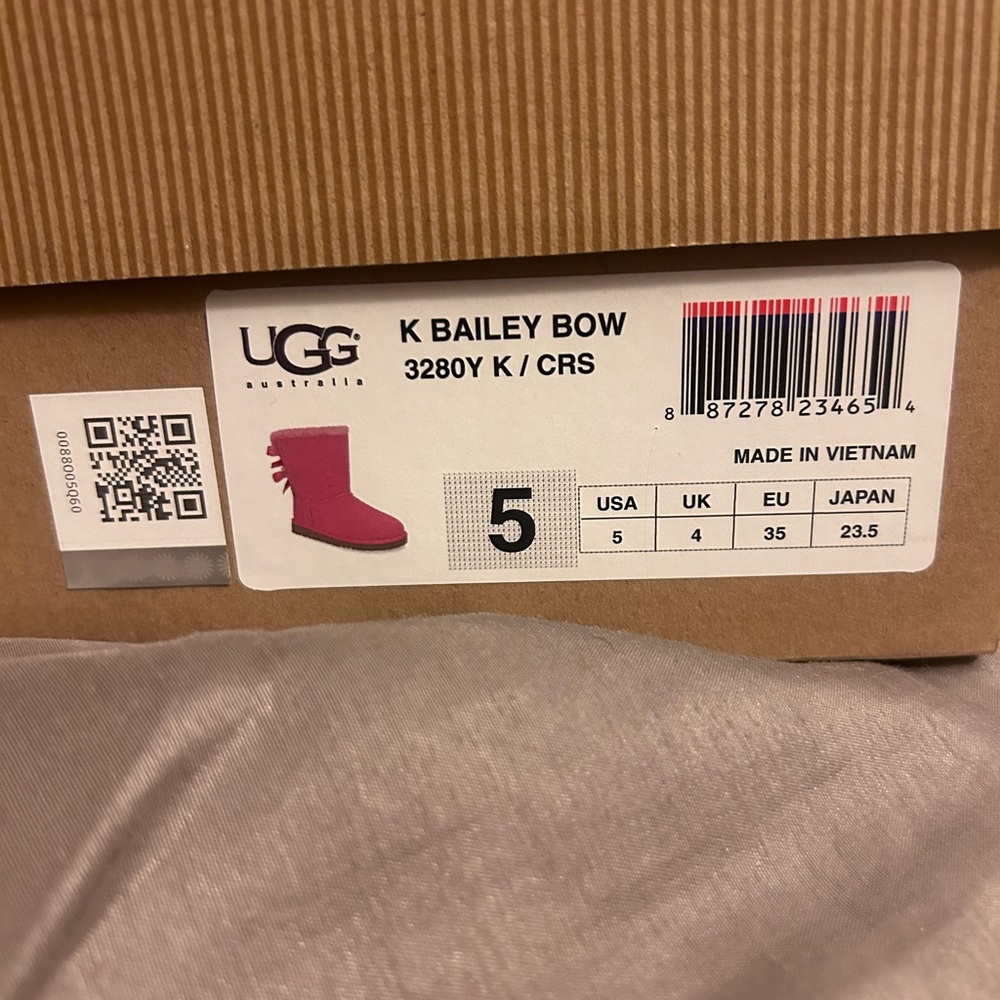 UGG®
australia
K BAILEY BOW
3280Y K / CRS
8 87278 23465 4
MADE IN VIETNAM
5
USA UK EU JAPAN
5 4 35 23.5
0088005Q60